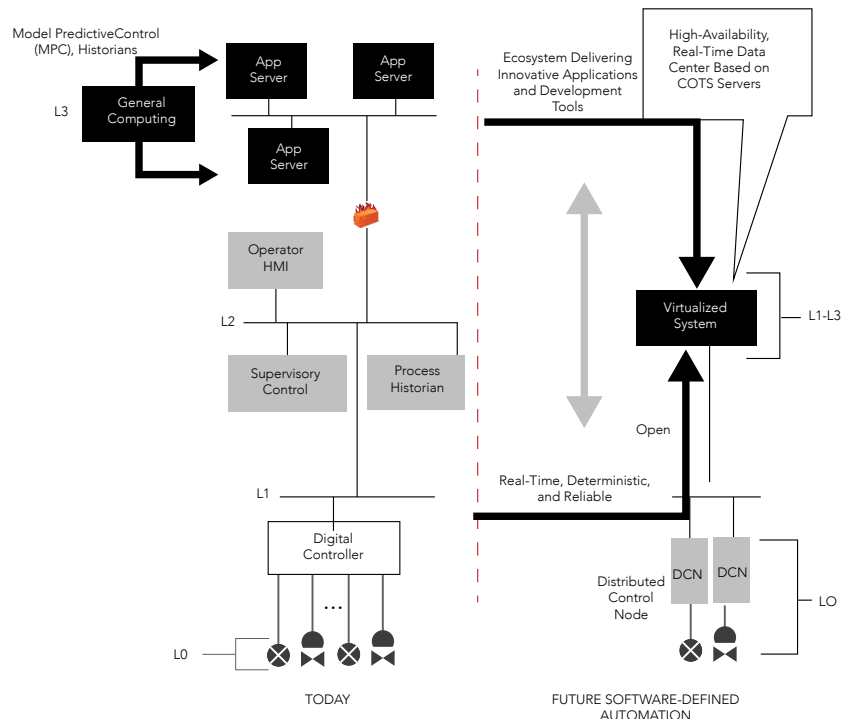 Model PredictiveControl
(MPC), Historians
L3
General
Computing
App
Server
App
Server
App
Server
Operator
HMI
L2
Supervisory
Control
Process
Historian
L1
Digital
Controller
...
L0
TODAY
Ecosystem Delivering
Innovative Applications
and Development
Tools
High-Availability,
Real-Time Data
Center Based on
COTS Servers
Virtualized
System
L1-L3
Open
Real-Time, Deterministic,
and Reliable
Distributed
Control
Node
DCN
DCN
LO
FUTURE SOFTWARE-DEFINED
AUTOMATION